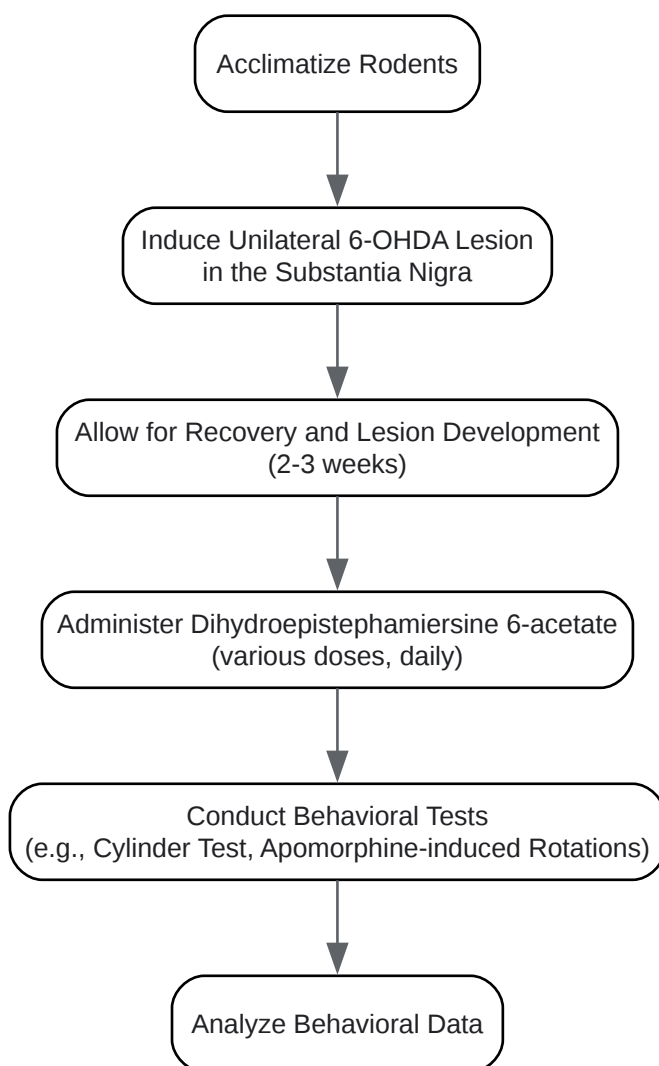 Acclimatize Rodents
Induce Unilateral 6-OHDA Lesion
in the Substantia Nigra
Allow for Recovery and Lesion Development
(2-3 weeks)
Administer Dihydroepistephamiersine 6-acetate
(various doses, daily)
Conduct Behavioral Tests
(e.g., Cylinder Test, Apomorphine-induced Rotations)
Analyze Behavioral Data